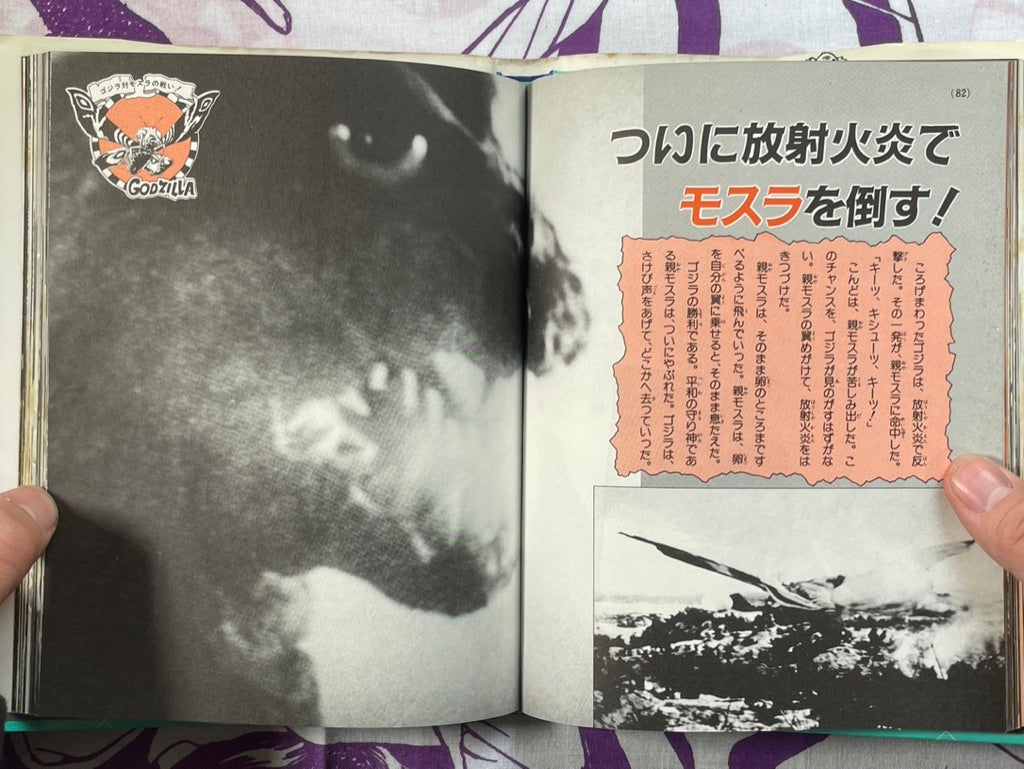 ゴジラ対モスラの戦い!
GODZILLA
(82)
ついに放射火炎で
モスラを倒す!
ころげまわったゴジラは、放射火炎で反
撃した。その一発が、親モスラに命中した。
「キーッ、キシューッ、キーッ!」
こんどは、親モスラが苦しみ出した。こ
のチャンスを、ゴジラが見のがすはずがな
い。親モスラの翼めがけて、放射火炎をは
きつづけた。
親モスラは、そのまま卵のところまです
べるように飛んでいった。親モスラは、卵
を自分の翼に乗せると、そのまま息たえた。
ゴジラの勝利である。平和の守り神であ
る親モスラは、ついにやぶれた。ゴジラは、
さけび声をあげて、どこかへ去っていった。